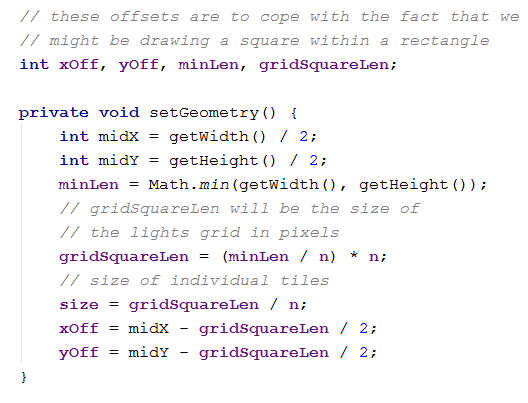 // these offsets are to cope with the fact that we
// might be drawing a square within a rectangle
int xOff, yOff, minLen, gridSquareLen;
private void setGeometry() {
int midX = getWidth() / 2;
int midY = getHeight() / 2;
minLen = Math.min(getWidth(), getHeight());
// gridSquareLen will be the size of
// the lights grid in pixels
gridSquareLen = (minLen / n) * n;
// size of individual tiles
size = gridSquareLen / n;
xOff = midX - gridSquareLen / 2;
yOff = midY - gridSquareLen / 2;
}